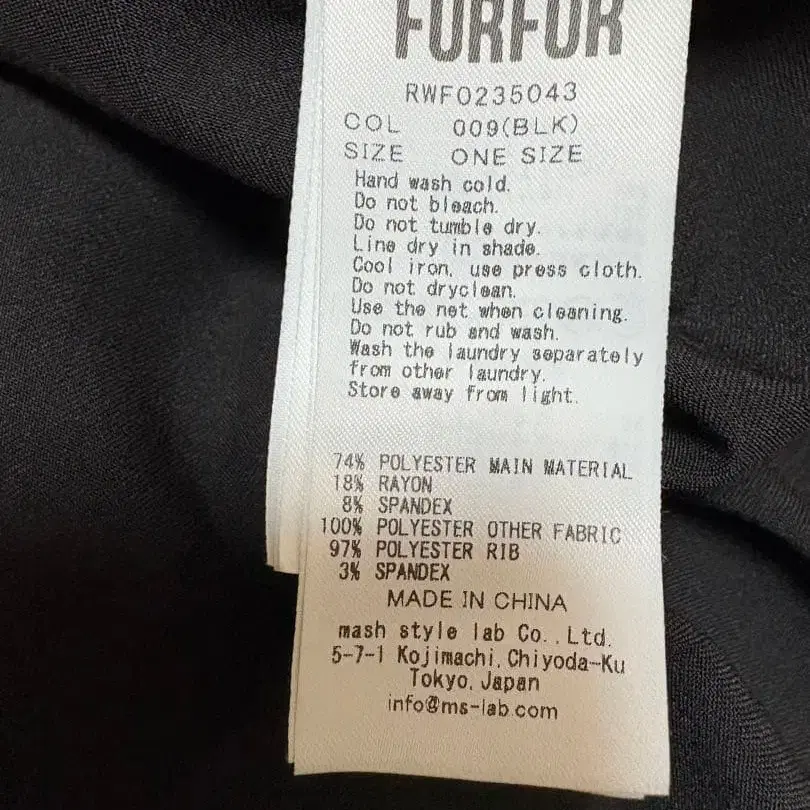 FURFUR
RWF0235043
COL 009(BLK)
SIZE ONE SIZE
Hand wash cold.
Do not bleach.
Do not tumble dry.
Line dry in shade.
Cool iron, use press cloth.
Do not dryclean.
Use the net when cleaning.
Do not rub and wash.
Wash the laundry separately
from other laundry.
Store away from light.
74% POLYESTER MAIN MATERIAL
18% RAYON
8% SPANDEX
100% POLYESTER OTHER FABRIC
97% POLYESTER RIB
3% SPANDEX
MADE IN CHINA
mash style lab Co.,Ltd.
5-7-1 Kojimachi,Chiyoda-Ku
Tokyo,Japan
info@ms-lab.com